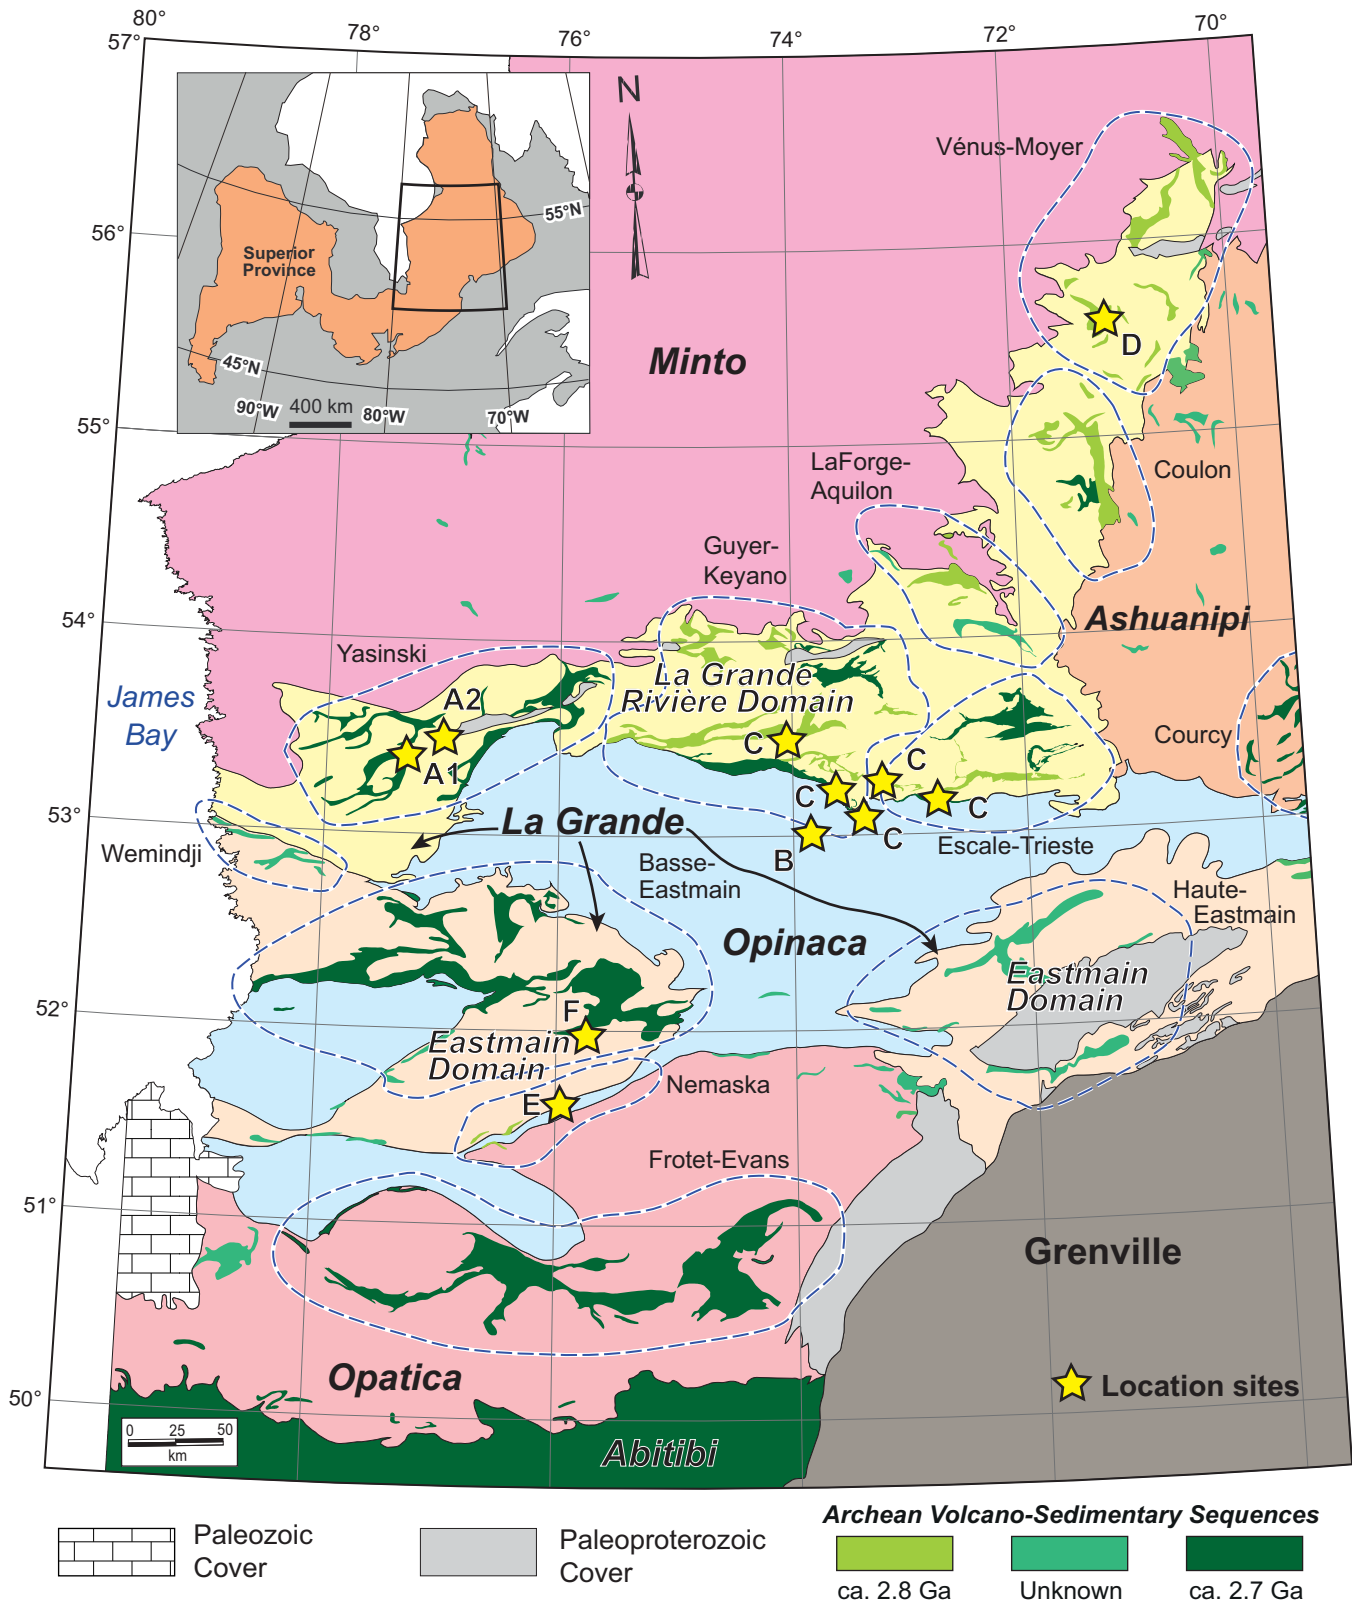 80°
78°
76°
74°
72°
70°
57°
56°
55°
54°
53°
52°
51°
50°
Superior
Province
55°N
45°N
90°W
400 km
80°W
70°W
N
Vénus-Moyer
D
Minto
Coulon
LaForge-
Aquilon
Guyer-
Keyano
Ashuanipi
Yasinski
La Grande
Rivière Domain
James
Bay
A2
A1
C
C
C
C
C
B
Courcy
La Grande
Wemindji
Basse-
Eastmain
Escale-Trieste
Haute-
Eastmain
Opinaca
Eastmain
Domain
F
Eastmain
Domain
E
Nemaska
Frotet-Evans
Grenville
Opatica
Location sites
Abitibi
0 25 50
km
Paleozoic
Cover
Paleoproterozoic
Cover
Archean Volcano-Sedimentary Sequences
ca. 2.8 Ga
Unknown
ca. 2.7 Ga